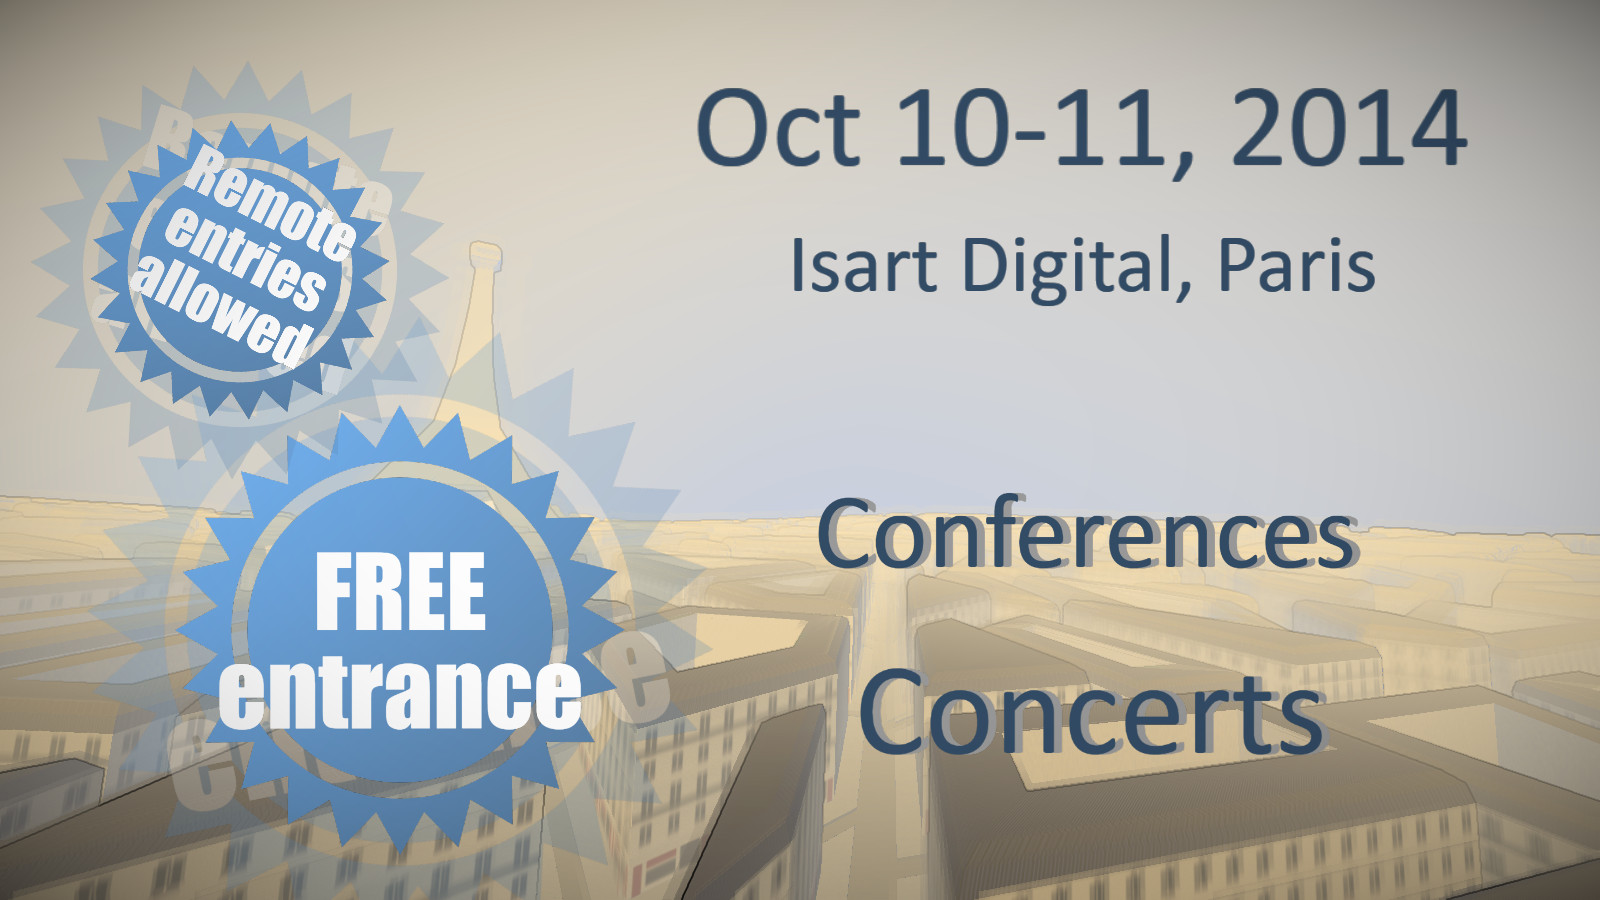 Oct 10-11, 2014
Isart Digital, Paris
Remote
entries
allowed
FREE
entrance
Conferences
Concerts